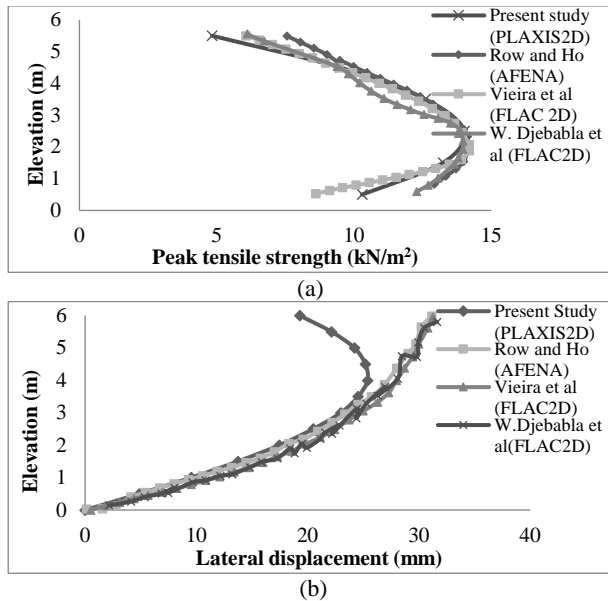 (a)
6
5
4
3
2
1
0
Elevation (m)
0
5
10
15
Peak tensile strength (kN/m²)
Present study
(PLAXIS2D)
Row and Ho
(AFENA)
Vieira et al
(FLAC 2D)
W. Djebabla et
al (FLAC2D)
(a)
6
5
4
3
2
1
0
Elevation (m)
0
10
20
30
40
Lateral displacement (mm)
Present Study
(PLAXIS2D)
Row and Ho
(AFENA)
Vieira et al
(FLAC2D)
W.Djebabla et
al(FLAC2D)
(b)